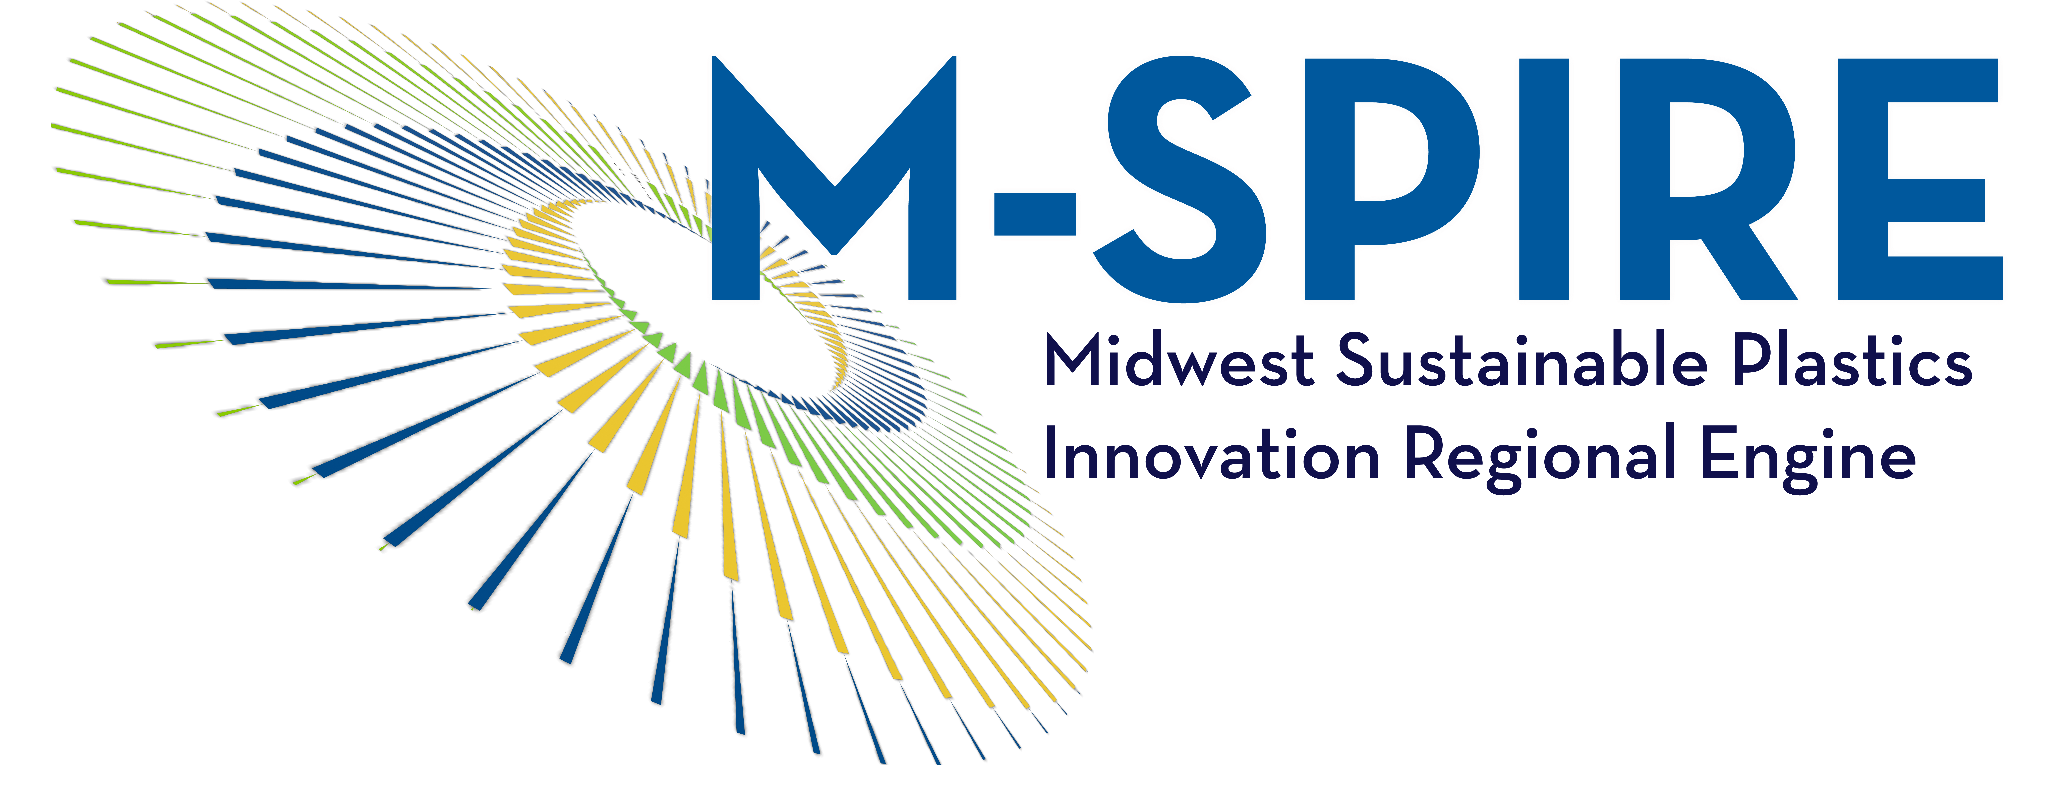 M-SPIRE
Midwest Sustainable Plastics
Innovation Regional Engine